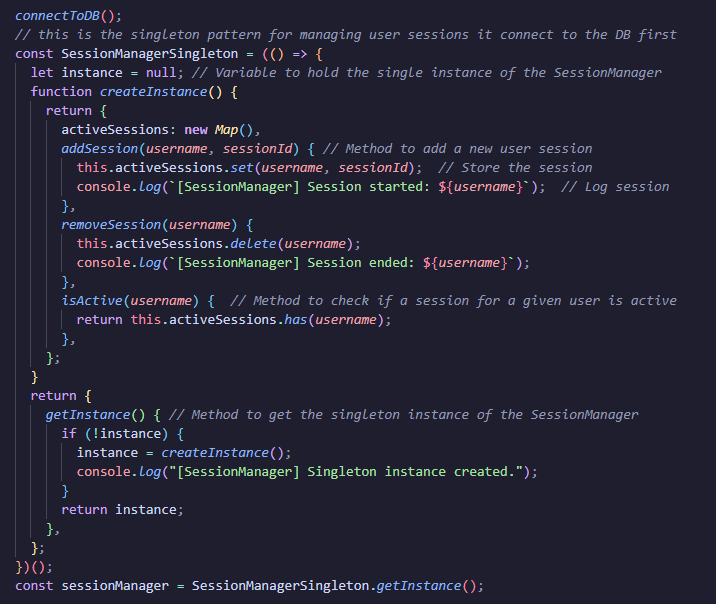 connectToDB();
// this is the singleton pattern for managing user sessions it connect to the DB first
const SessionManagerSingleton = (() => {
  let instance = null; // Variable to hold the single instance of the SessionManager
  function createInstance() {
    return {
      activeSessions: new Map(),
      addSession(username, sessionId) { // Method to add a new user session
        this.activeSessions.set(username, sessionId);  // Store the session
        console.log(`[SessionManager] Session started: ${username}`);  // Log session
      },
      removeSession(username) {
        this.activeSessions.delete(username);
        console.log(`[SessionManager] Session ended: ${username}`);
      },
      isActive(username) {  // Method to check if a session for a given user is active
        return this.activeSessions.has(username);
      },
    };
  }
  return {
    getInstance() { // Method to get the singleton instance of the SessionManager
      if (!instance) {
        instance = createInstance();
        console.log("[SessionManager] Singleton instance created.");
      }
      return instance;
    },
  };
})();
const sessionManager = SessionManagerSingleton.getInstance();